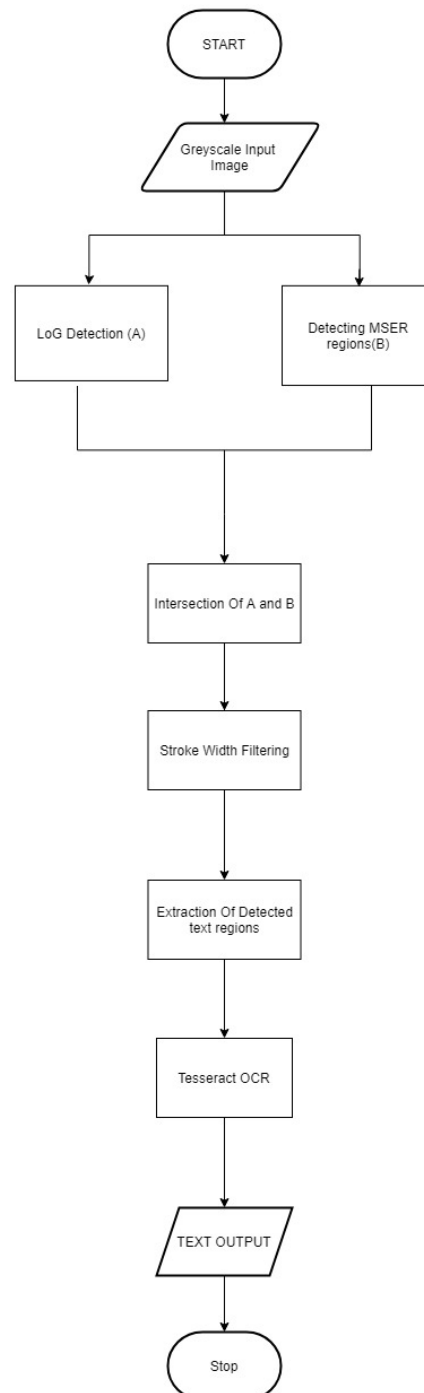 START
Greyscale Input
Image
LoG Detection (A)
Detecting MSER
regions(B)
Intersection Of A and B
Stroke Width Filtering
Extraction Of Detected
text regions
Tesseract OCR
TEXT OUTPUT
Stop